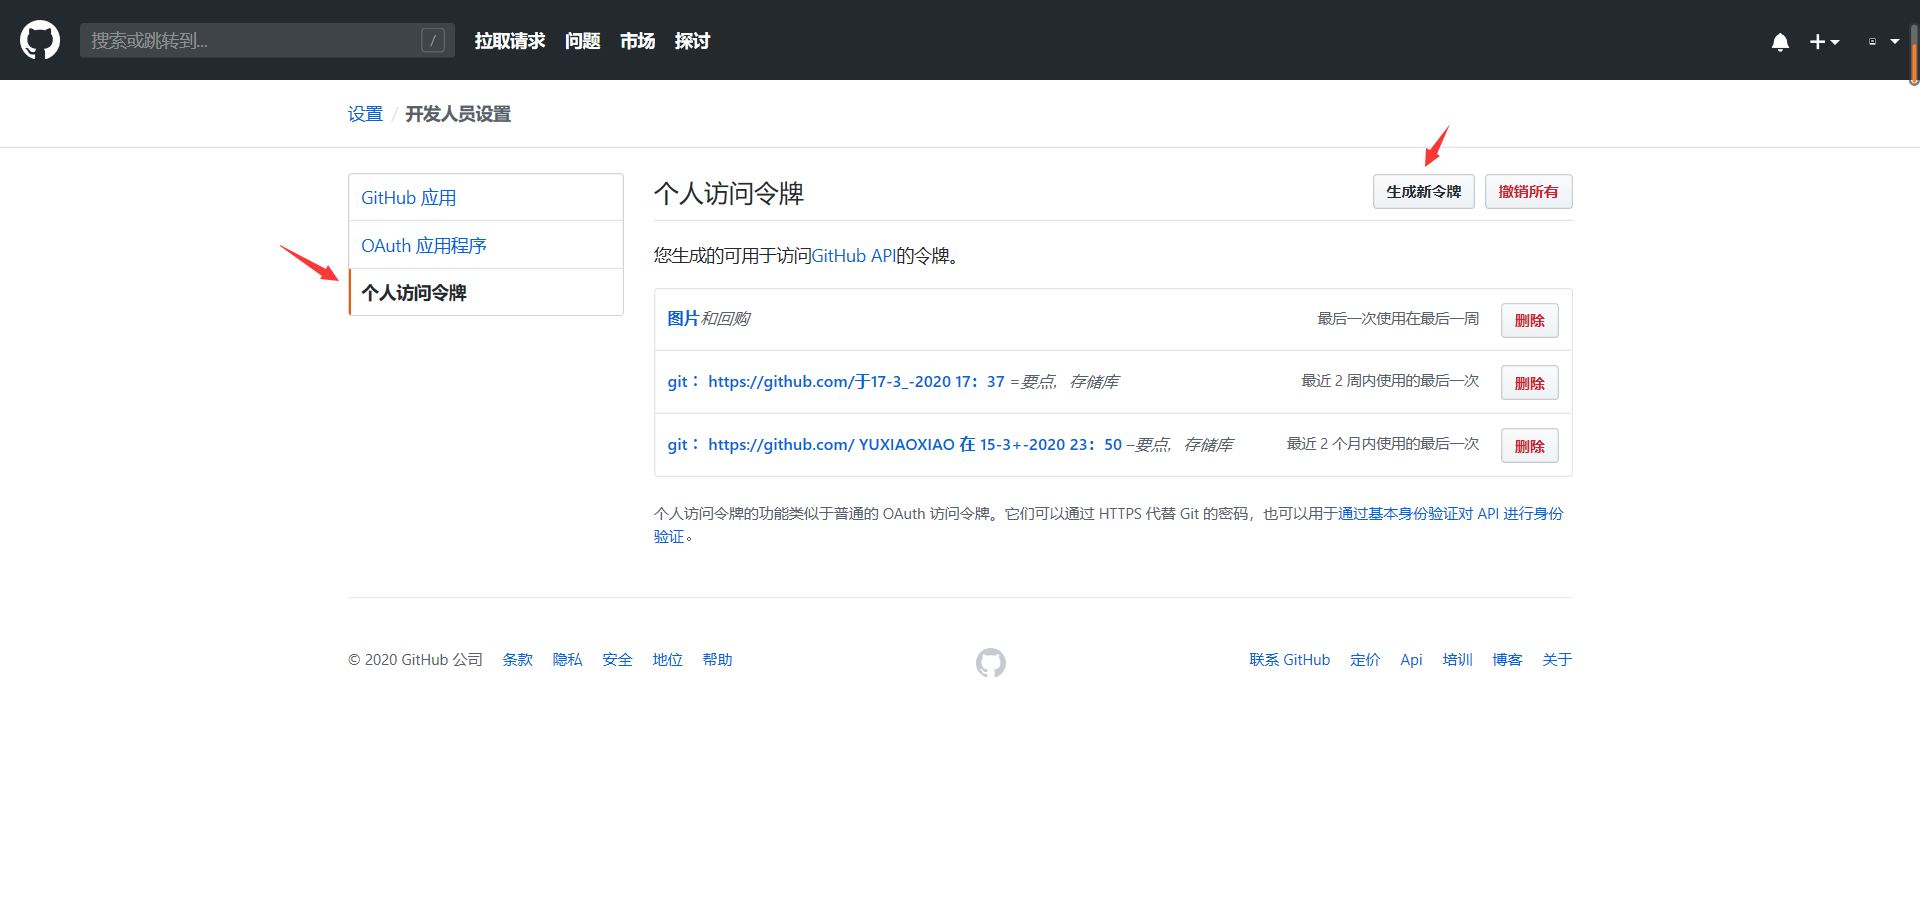 搜索或跳转到... / 拉取请求 问题 市场 探讨
设置 / 开发人员设置
GitHub 应用
OAuth 应用程序
个人访问令牌
个人访问令牌 生成新令牌 撤销所有
您生成的可用于访问GitHub API的令牌。
图片和回购 最后一次使用在最后一周 删除
git： https://github.com/于17-3_-2020 17：37 =要点，存储库 最近 2 周内使用的最后一次 删除
git： https://github.com/ YUXIAOXIAO 在 15-3+-2020 23：50 –要点，存储库 最近 2 个月内使用的最后一次 删除
个人访问令牌的功能类似于普通的 OAuth 访问令牌。它们可以通过 HTTPS 代替 Git 的密码，也可以用于通过基本身份验证对 API 进行身份
验证。
© 2020 GitHub 公司 条款 隐私 安全 地位 帮助 联系 GitHub 定价 Api 培训 博客 关于